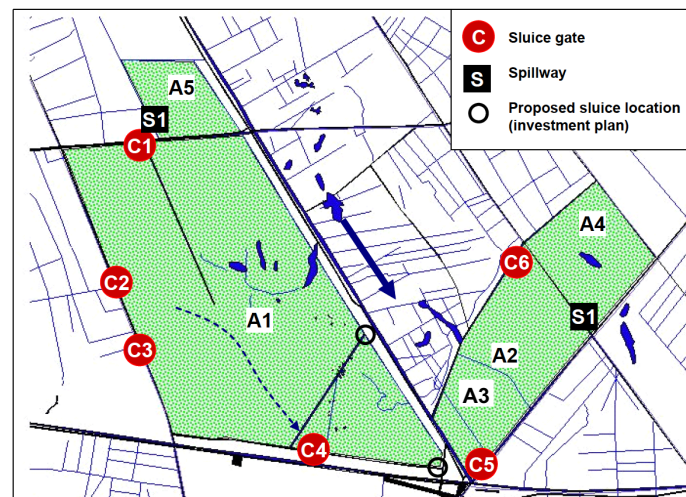 C Sluice gate
S Spillway
Proposed sluice location
(investment plan)
A5
S1
C1
A4
C6
C2
A1
S1
C3
A2
A3
C4
C5